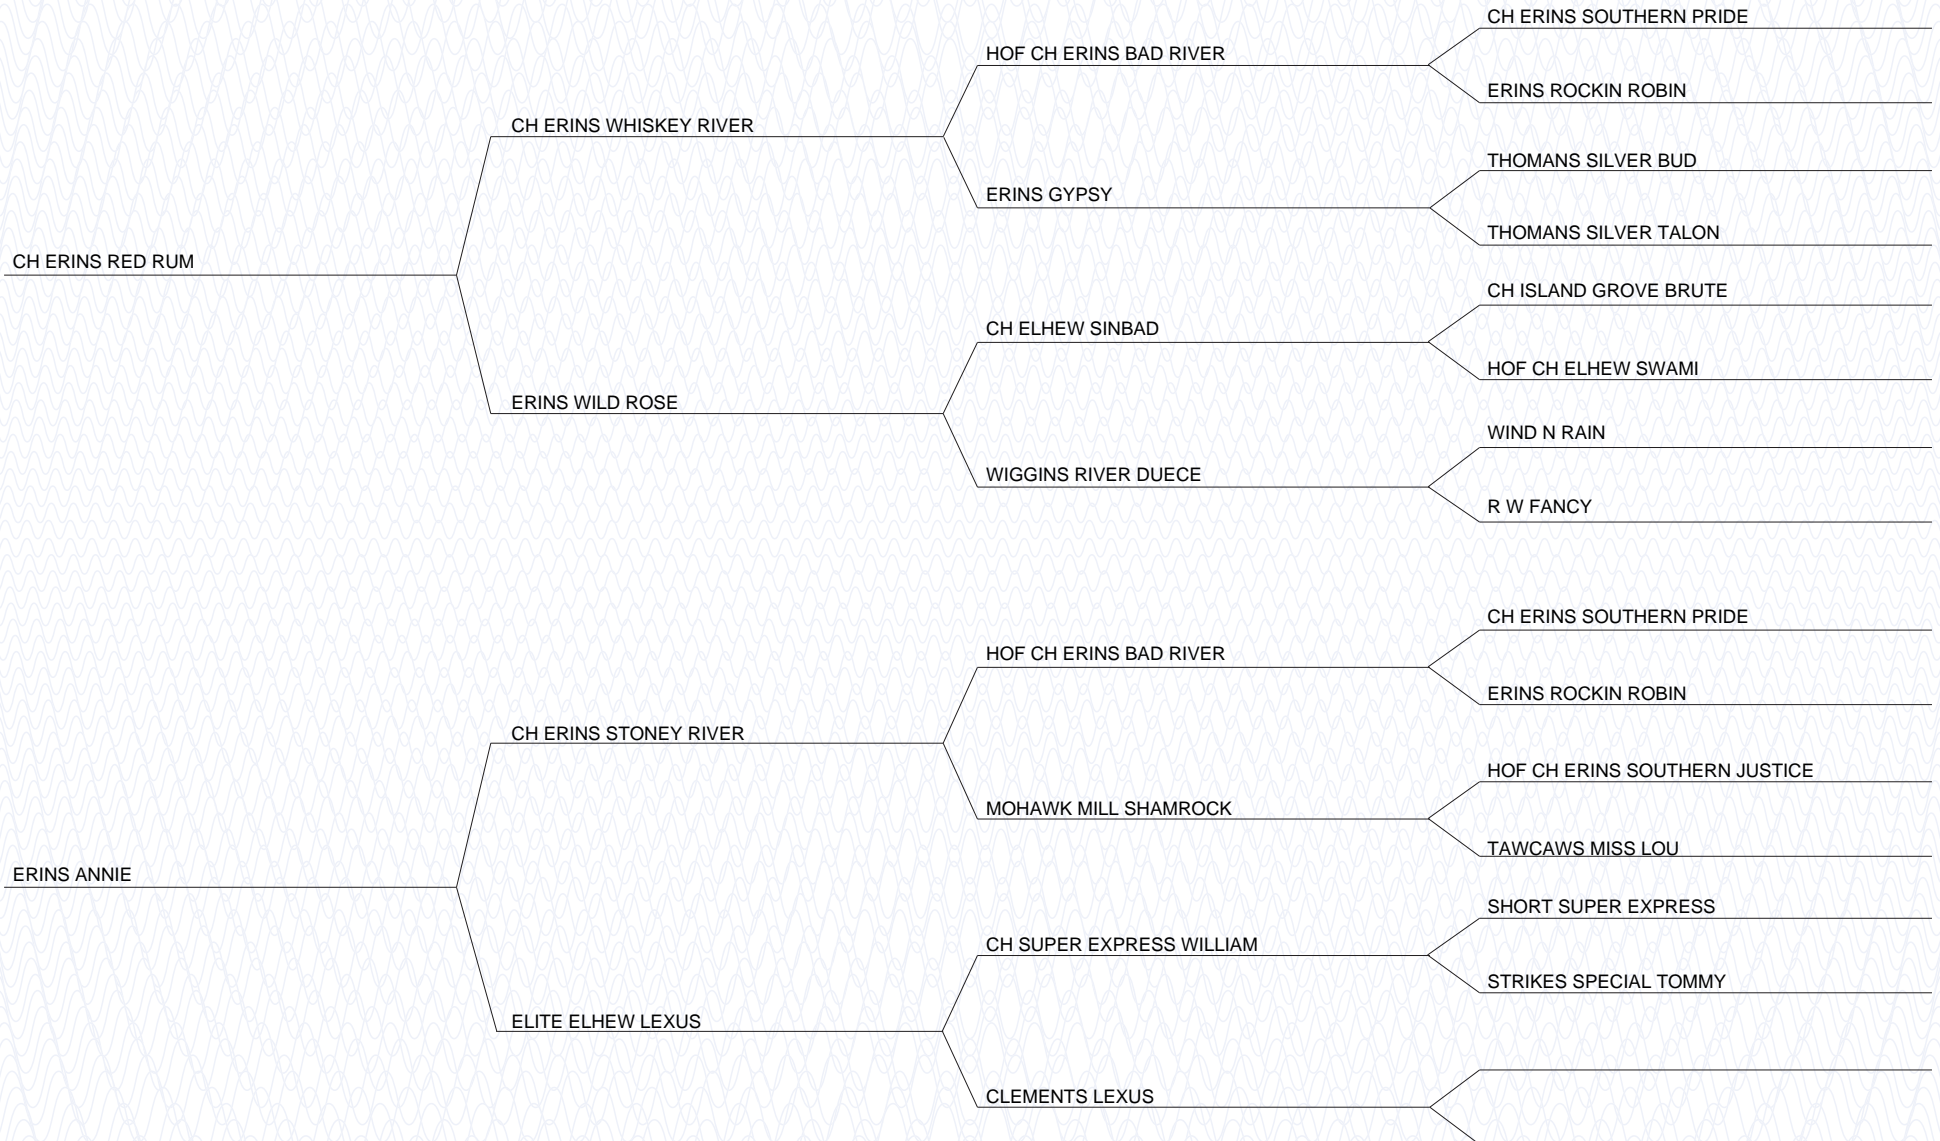 CH ERINS SOUTHERN PRIDE
HOF CH ERINS BAD RIVER
ERINS ROCKIN ROBIN
CH ERINS WHISKEY RIVER
THOMANS SILVER BUD
ERINS GYPSY
THOMANS SILVER TALON
CH ERINS RED RUM
CH ISLAND GROVE BRUTE
CH ELHEW SINBAD
HOF CH ELHEW SWAMI
ERINS WILD ROSE
WIND N RAIN
WIGGINS RIVER DUECE
R W FANCY
CH ERINS SOUTHERN PRIDE
HOF CH ERINS BAD RIVER
ERINS ROCKIN ROBIN
CH ERINS STONEY RIVER
HOF CH ERINS SOUTHERN JUSTICE
MOHAWK MILL SHAMROCK
TAWCAWS MISS LOU
ERINS ANNIE
SHORT SUPER EXPRESS
CH SUPER EXPRESS WILLIAM
STRIKES SPECIAL TOMMY
ELITE ELHEW LEXUS
CLEMENTS LEXUS